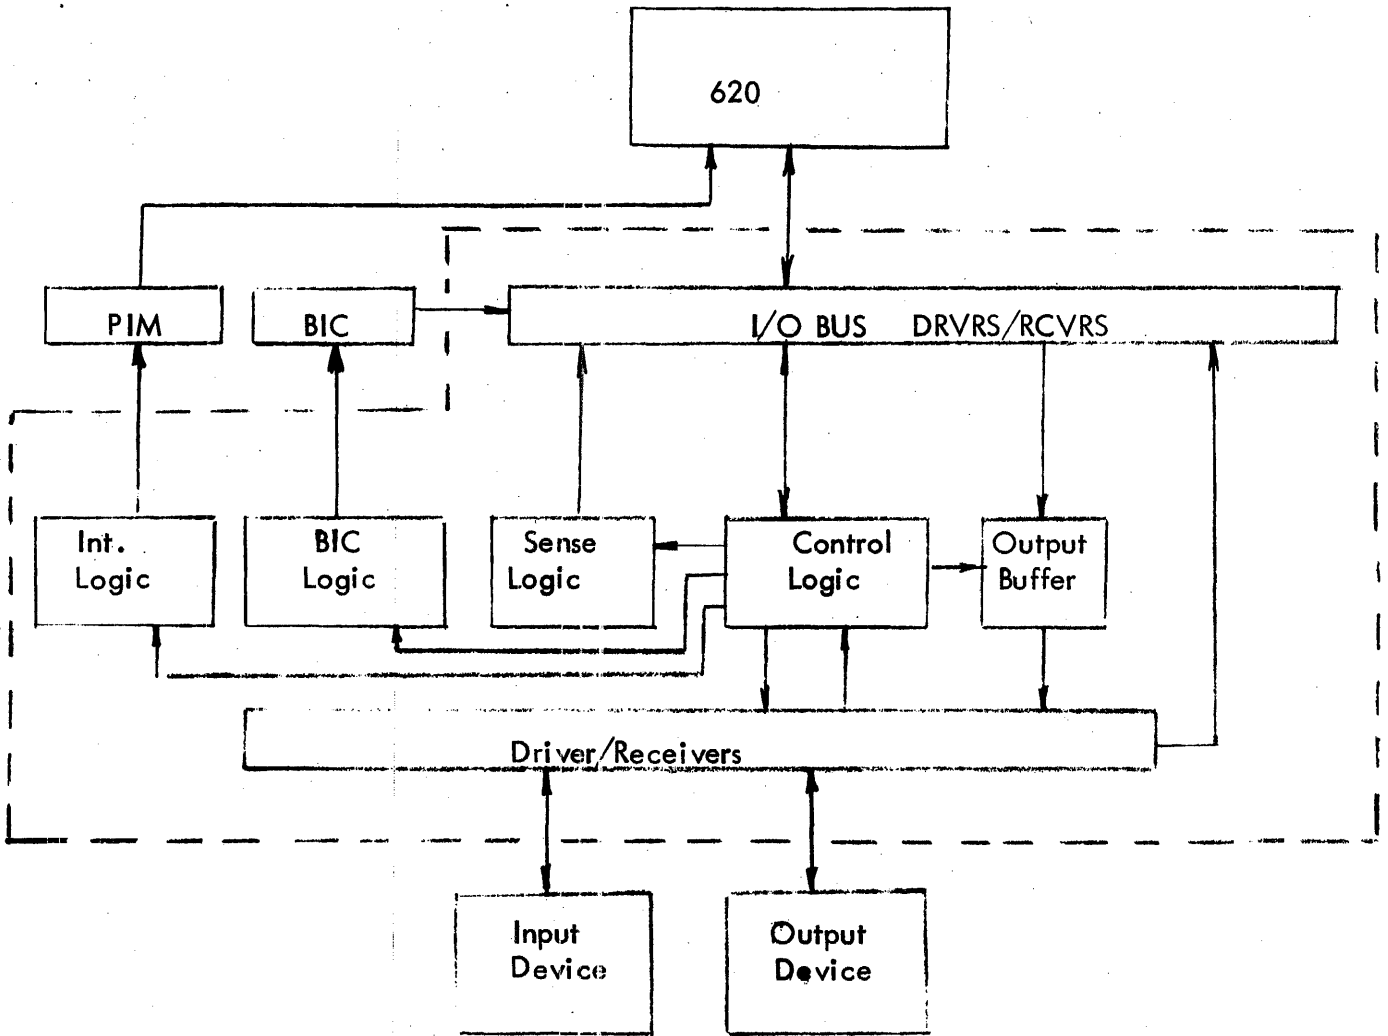 620
PIM
BIC
I/O BUS DRVRS/RCVRS
Int.
Logic
BIC
Logic
Sense
Logic
Control
Logic
Output
Buffer
Driver/Receivers
Input
Device
Output
Device